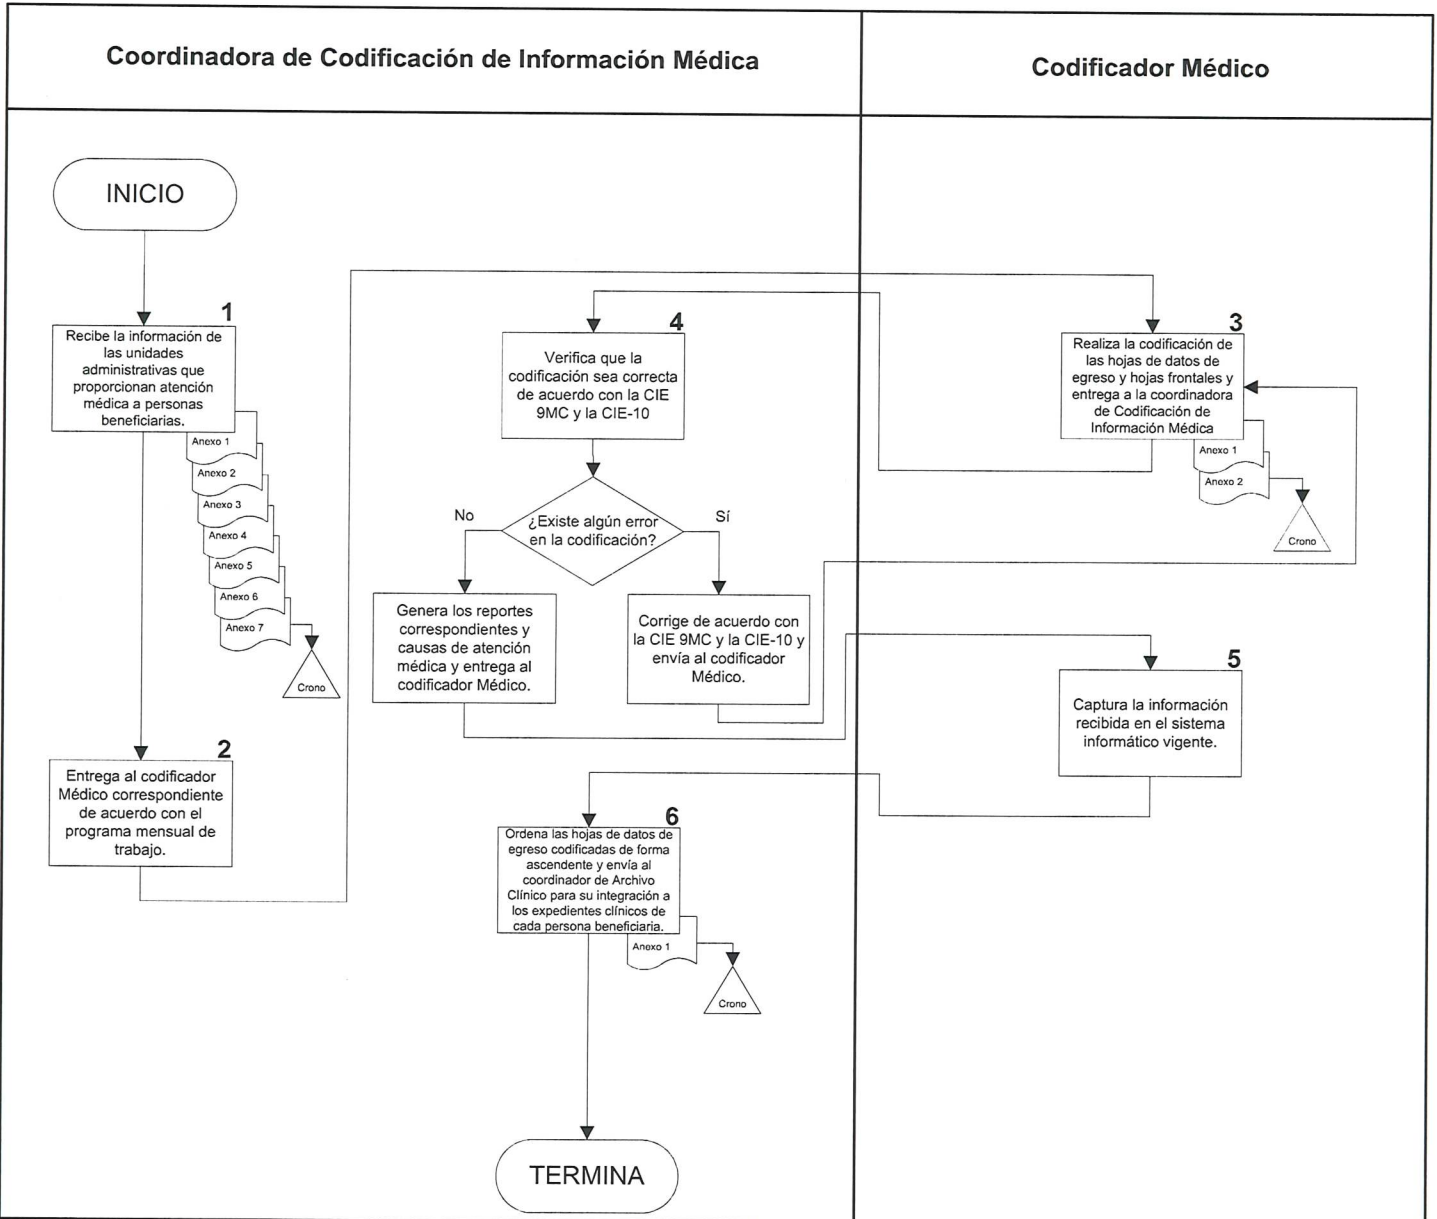 Coordinadora de Codificación de Información Médica
Codificador Médico
INICIO
1
Recibe la información de
las unidades
administrativas que
proporcionan atención
médica a personas
beneficiarias.
Anexo 1
Anexo 2
Anexo 3
Anexo 4
Anexo 5
Anexo 6
Anexo 7
Crono
2
Entrega al codificador
Médico correspondiente
de acuerdo con el
programa mensual de
trabajo.
3
Realiza la codificación de
las hojas de datos de
egreso y hojas frontales y
entrega a la coordinadora
de Codificación de
Información Médica
Anexo 1
Anexo 2
Crono
4
Verifica que la
codificación sea correcta
de acuerdo con la CIE
9MC y la CIE-10
¿Existe algún error
en la codificación?
No
Sí
Genera los reportes
correspondientes y
causas de atención
médica y entrega al
codificador Médico.
Corrige de acuerdo con
la CIE 9MC y la CIE-10 y
envía al codificador
Médico.
5
Captura la información
recibida en el sistema
informático vigente.
6
Ordena las hojas de datos de
egreso codificadas de forma
ascendente y envía al
coordinador de Archivo
Clínico para su integración a
los expedientes clínicos de
cada persona beneficiaria.
Anexo 1
Crono
TERMINA